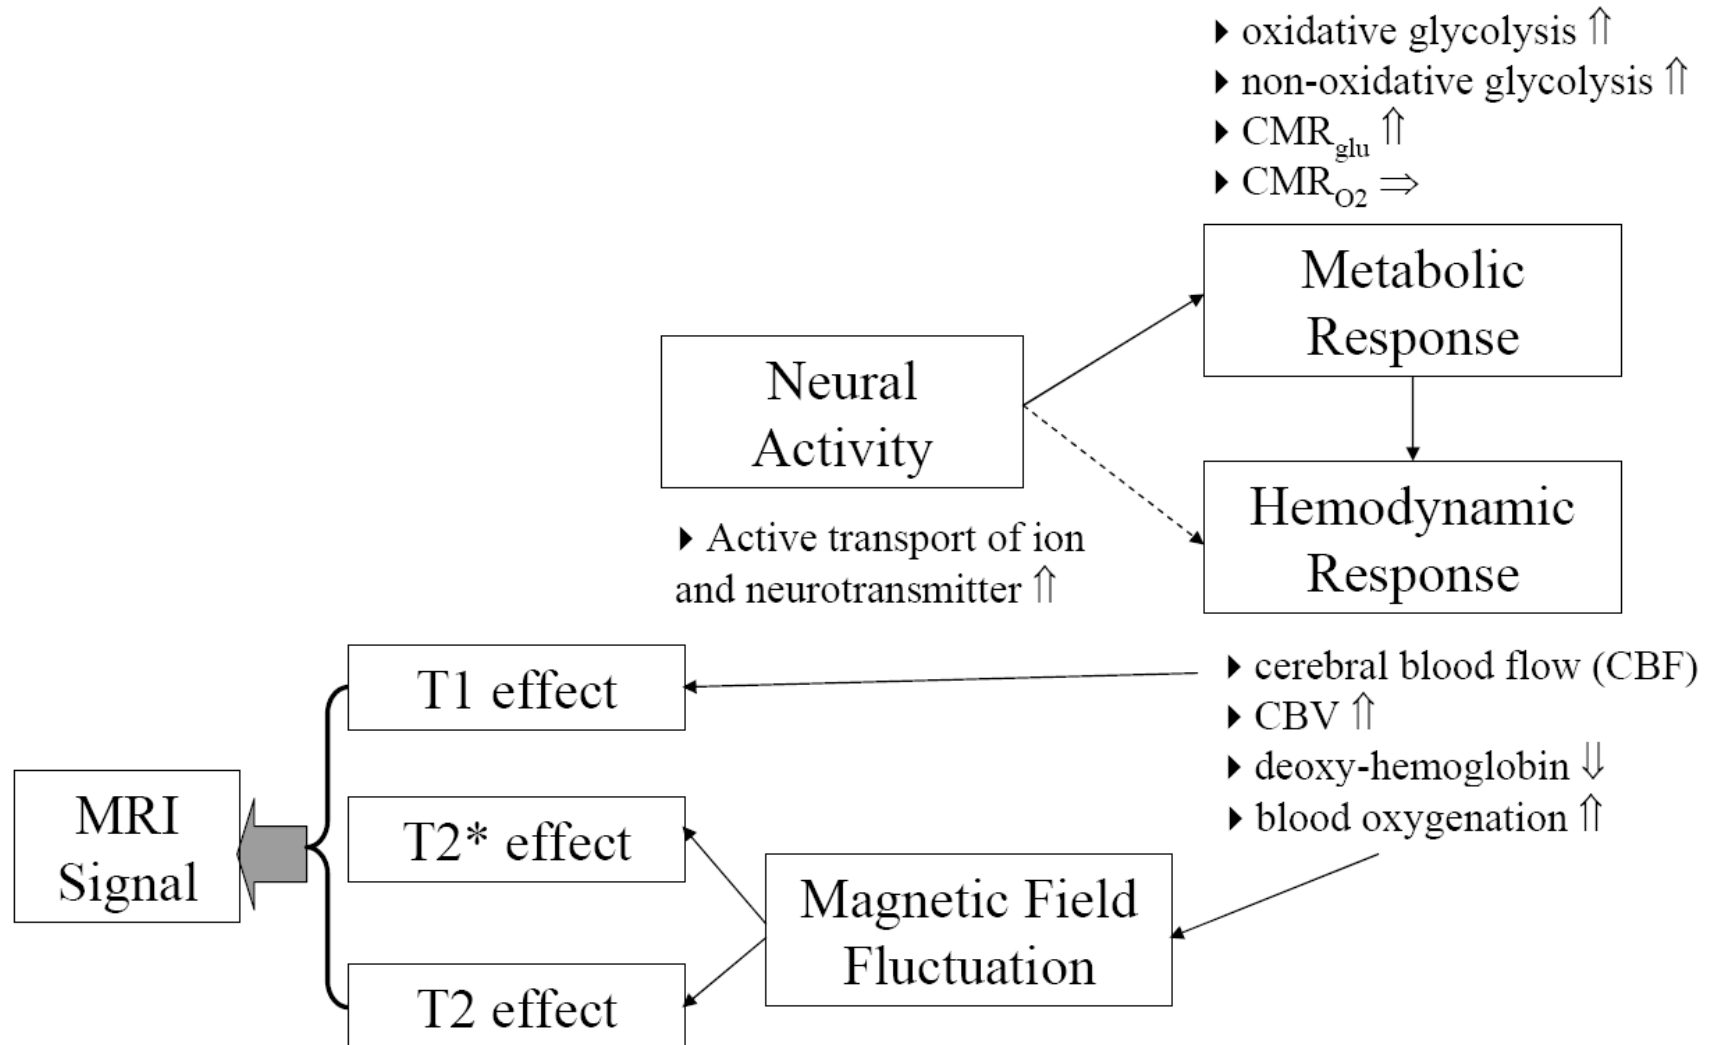 ▸ oxidative glycolysis ⇑
▸ non-oxidative glycolysis ⇑
▸ CMRglu ⇑
▸ CMRO2 ⇒
Metabolic
Response
Neural
Activity
Hemodynamic
Response
▸ Active transport of ion
and neurotransmitter ⇑
▸ cerebral blood flow (CBF)
▸ CBV ⇑
▸ deoxy-hemoglobin ⇓
▸ blood oxygenation ⇑
T1 effect
T2* effect
T2 effect
MRI
Signal
Magnetic Field
Fluctuation